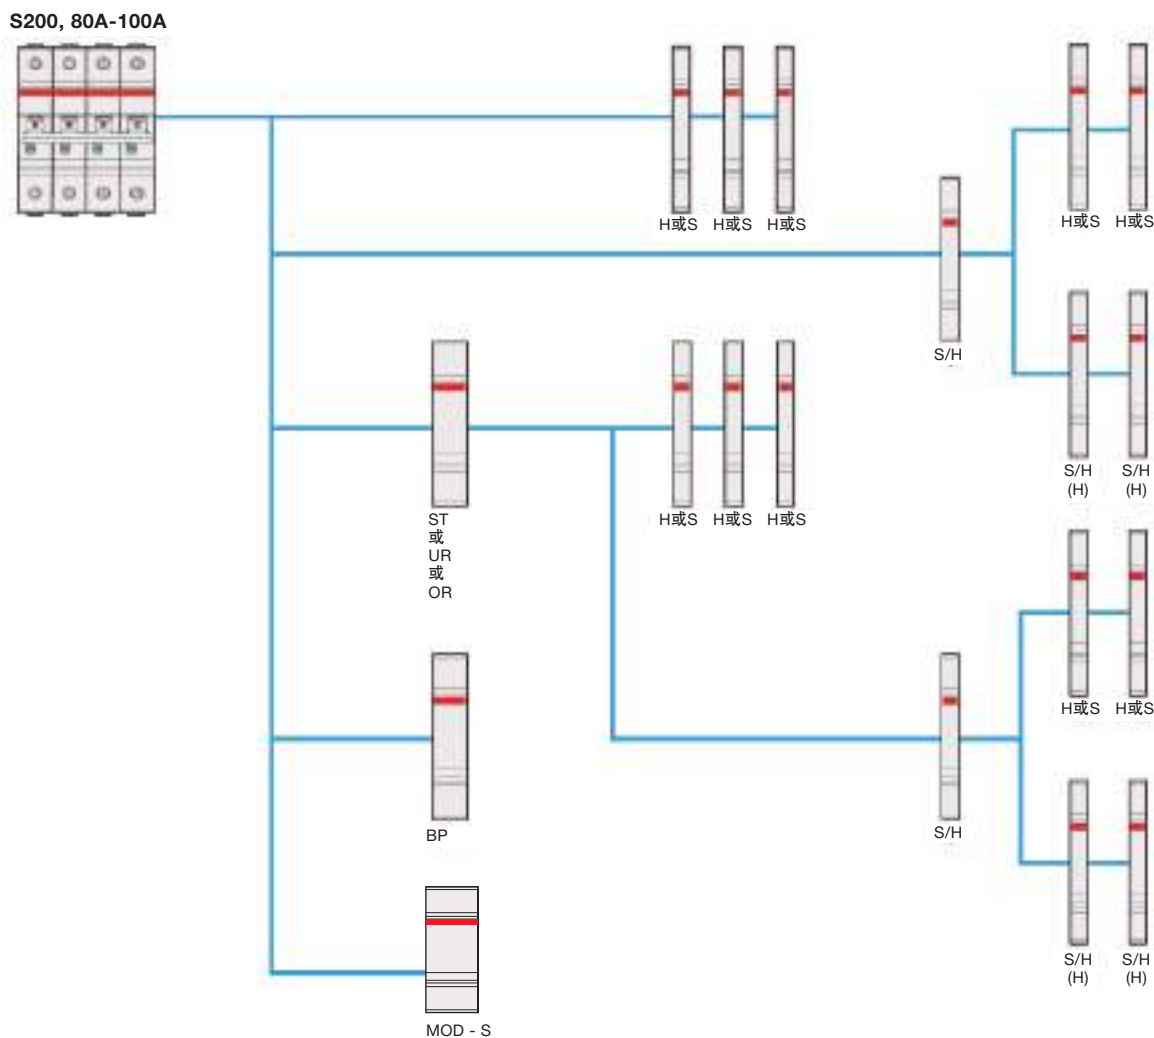 S200, 80A-100A
H或S H或S H或S
H或S H或S
S/H
S/H
(H)
S/H
(H)
ST
或
UR
或
OR
H或S H或S H或S
H或S H或S
BP
S/H
S/H
(H)
S/H
(H)
MOD - S